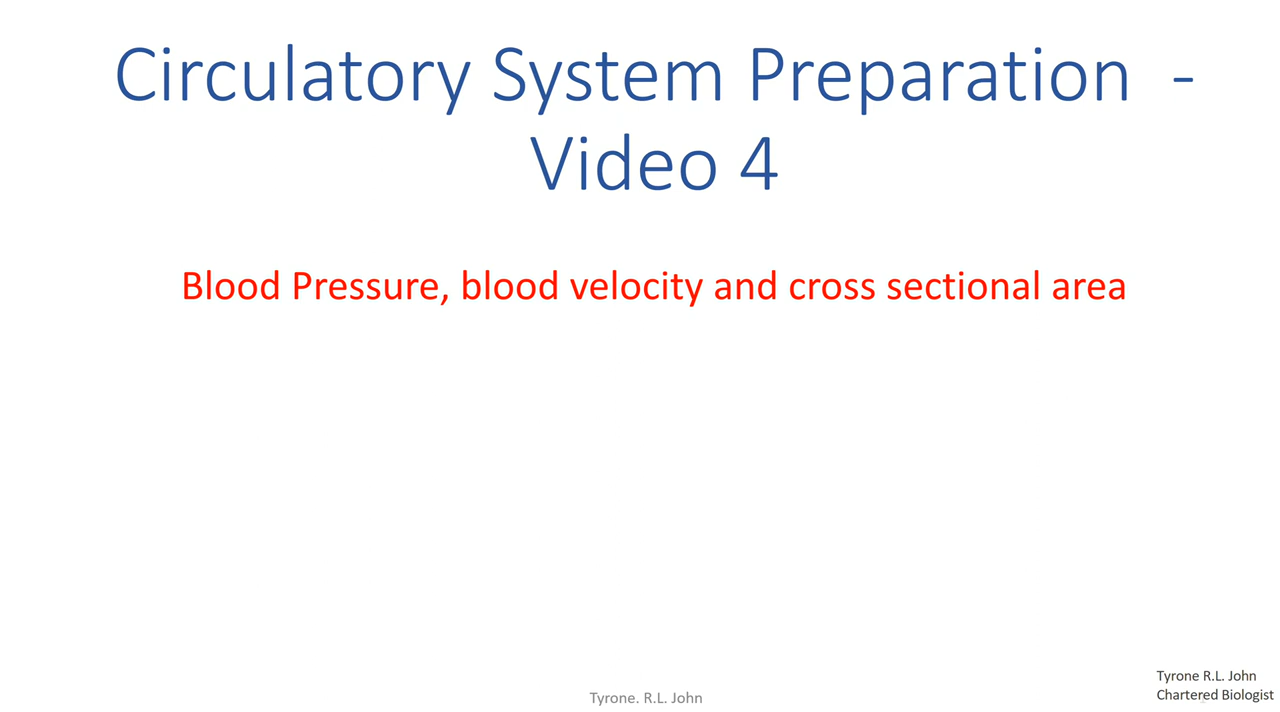 Circulatory System Preparation -
Video 4
Blood Pressure, blood velocity and cross sectional area
Tyrone R.L. John
Tyrone. R.L. John
Chartered Biologist